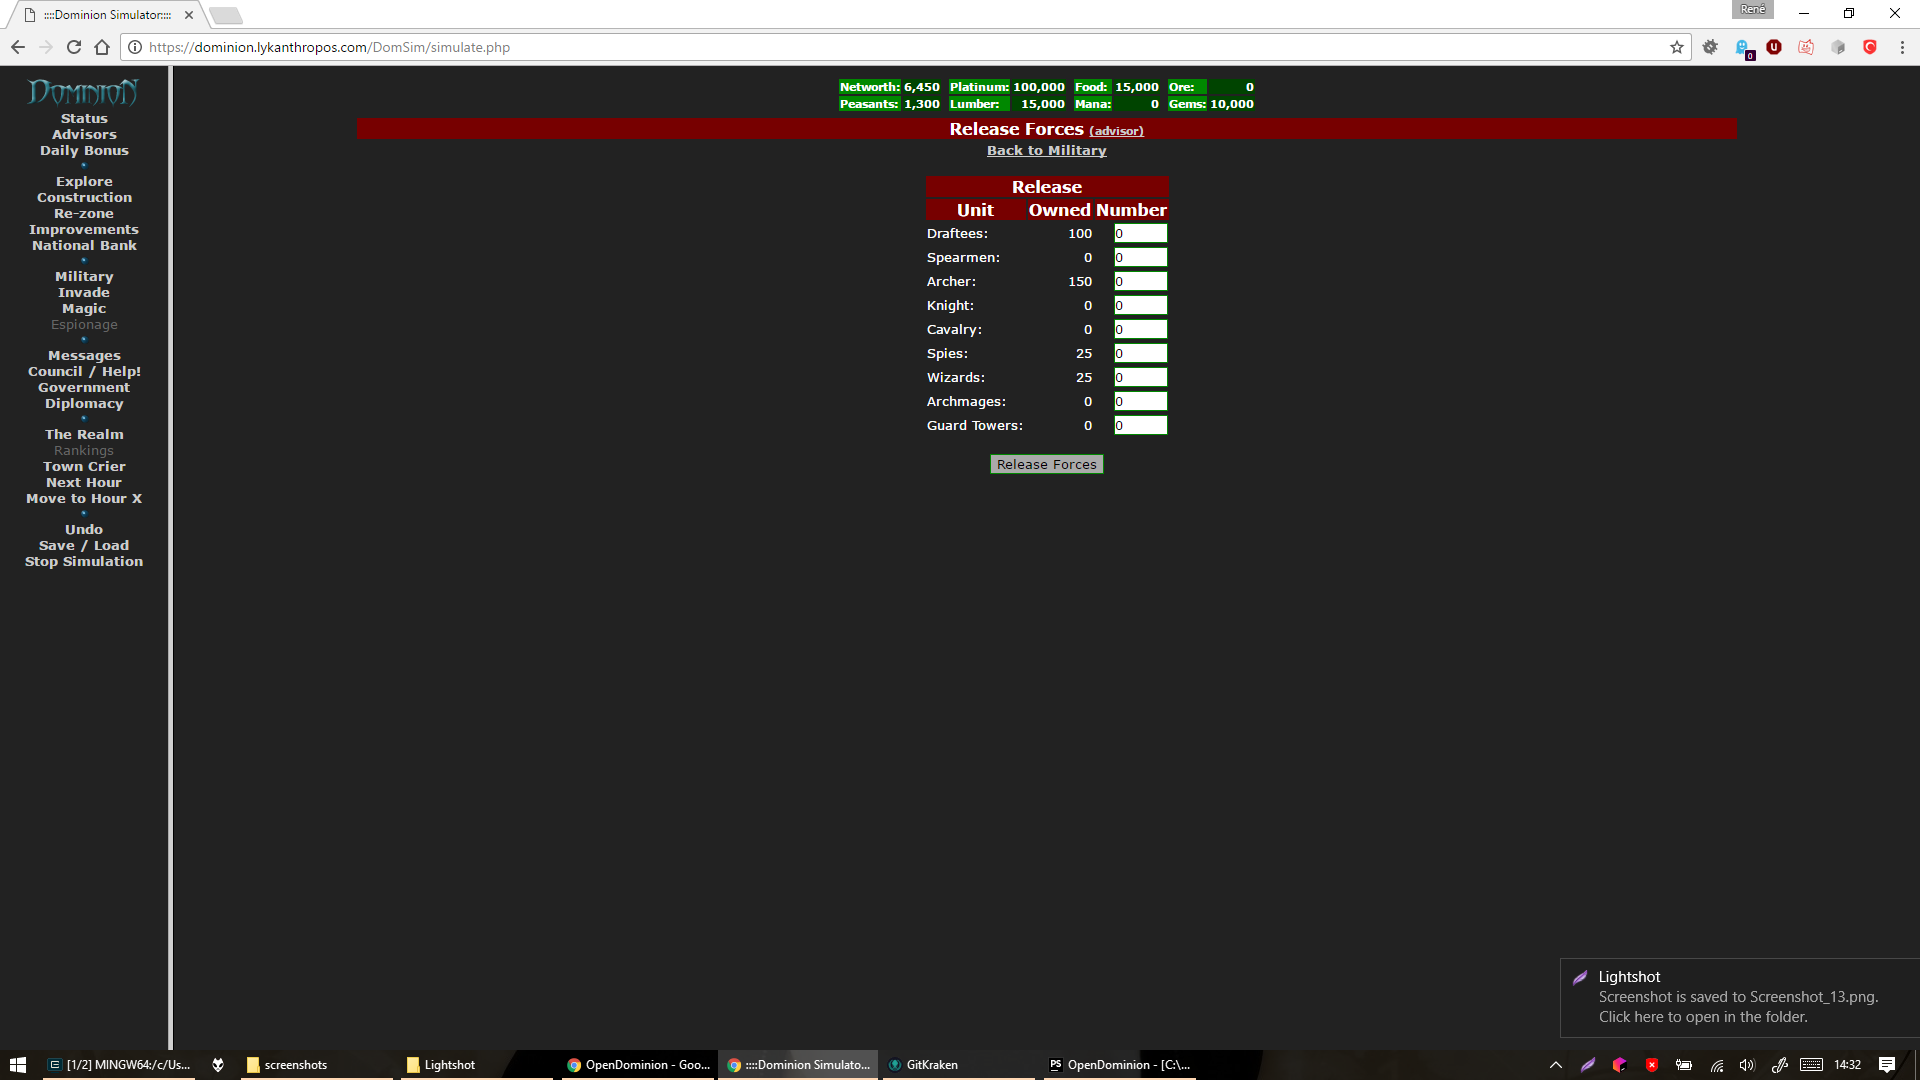 ::::Dominion Simulator::::
René
https://dominion.lykanthropos.com/DomSim/simulate.php
0
DOMINION
Status
Advisors
Daily Bonus
Explore
Construction
Re-zone
Improvements
National Bank
Military
Invade
Magic
Espionage
Messages
Council / Help!
Government
Diplomacy
The Realm
Rankings
Town Crier
Next Hour
Move to Hour X
Undo
Save / Load
Stop Simulation
Networth: 6,450 Platinum: 100,000 Food: 15,000 Ore: 0
Peasants: 1,300 Lumber: 15,000 Mana: 0 Gems: 10,000
Release Forces (advisor)
Back to Military
Release
Unit Owned Number
Draftees: 100 0
Spearmen: 0 0
Archer: 150 0
Knight: 0 0
Cavalry: 0 0
Spies: 25 0
Wizards: 25 0
Archmages: 0 0
Guard Towers: 0 0
Release Forces
Lightshot
Screenshot is saved to Screenshot_13.png.
Click here to open in the folder.
[1/2] MINGW64:/c/Us... screenshots Lightshot OpenDominion - Goo... ::::Dominion Simulato... GitKraken PS OpenDominion - [C:\... 14:32